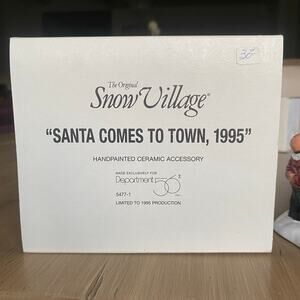 The Original
Snow Village®
"SANTA COMES TO TOWN, 1995"
HANDPAINTED CERAMIC ACCESSORY
MADE EXCLUSIVELY FOR
Department 56
5477-1
LIMITED TO 1995 PRODUCTION